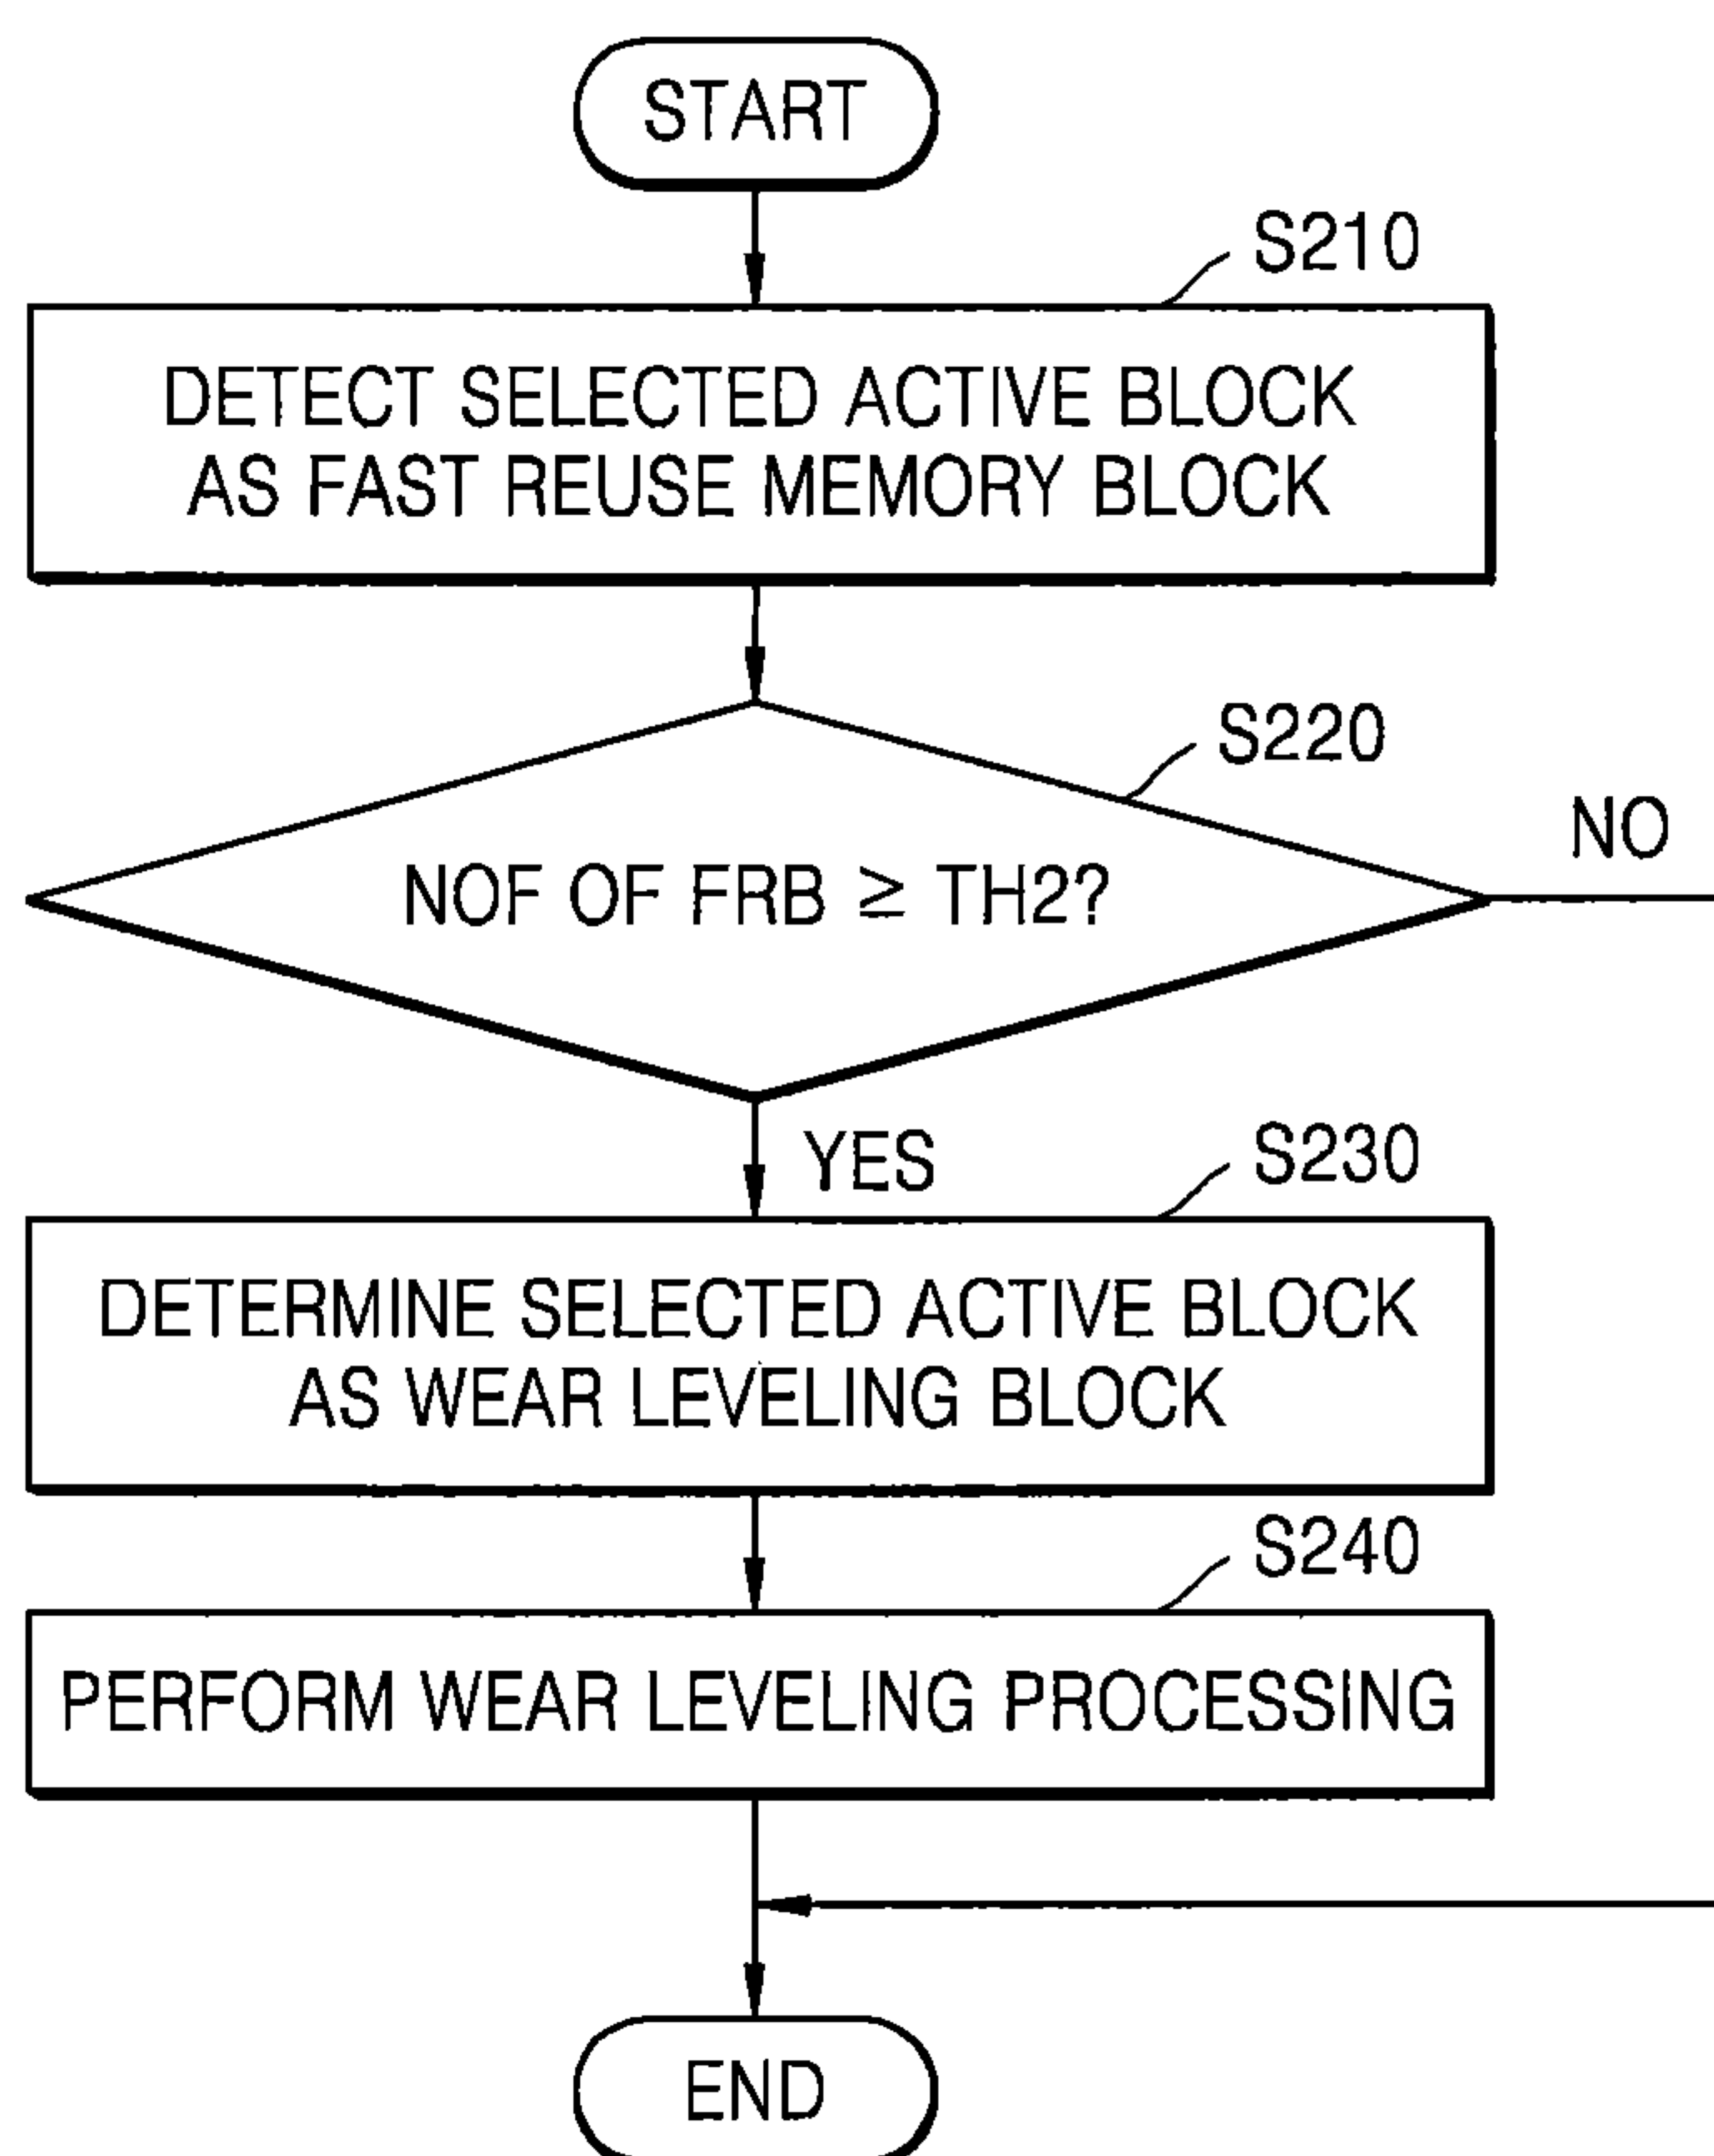 START
S210
DETECT SELECTED ACTIVE BLOCK
AS FAST REUSE MEMORY BLOCK
S220
NO
NOF OF FRB ≧ TH2?
YES
S230
DETERMINE SELECTED ACTIVE BLOCK
AS WEAR LEVELING BLOCK
S240
PERFORM WEAR LEVELING PROCESSING
END